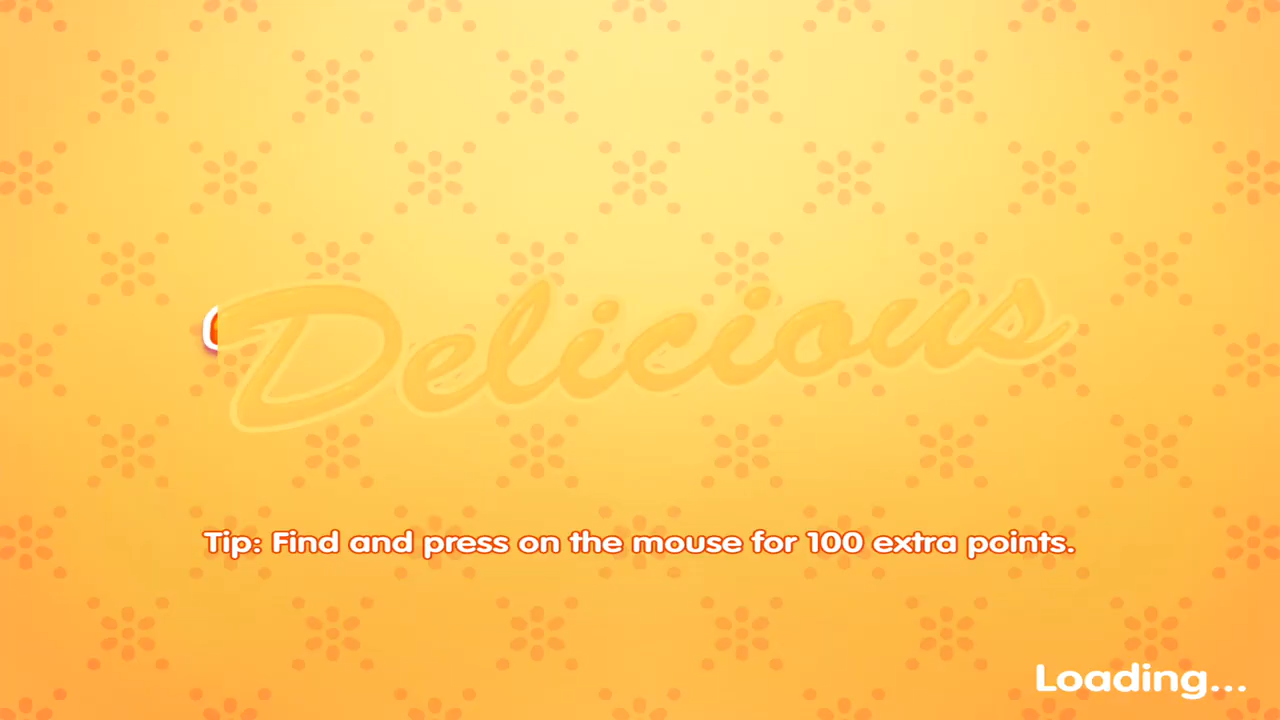 Delicious
Tip: Find and press on the mouse for 100 extra points.
Loading...